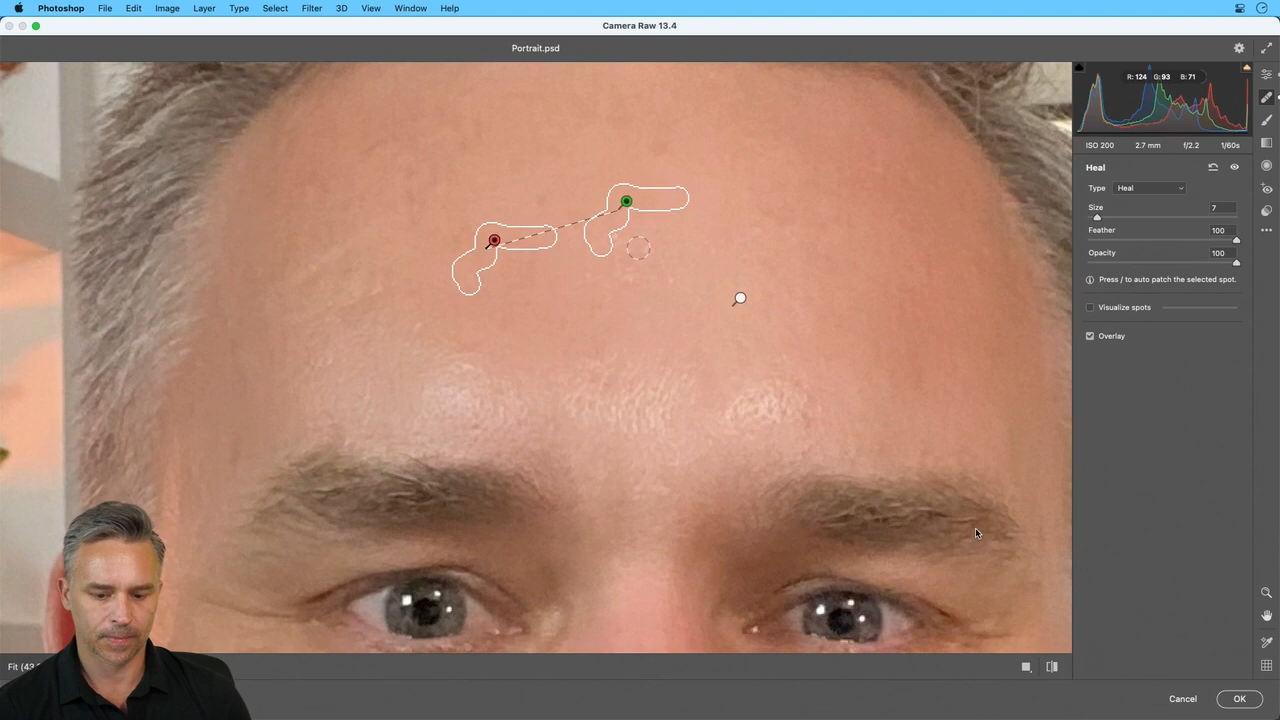 Photoshop File Edit Image Layer Type Select Filter 3D View Window Help
Camera Raw 13.4
Portrait.psd
R: 124 G: 93 B: 71
ISO 200 2.7 mm f/2.2 1/60s
Heal
Type Heal
Size 7
Feather 100
Opacity 100
Press / to auto patch the selected spot.
Visualize spots
Overlay
Fit (43.
Cancel OK